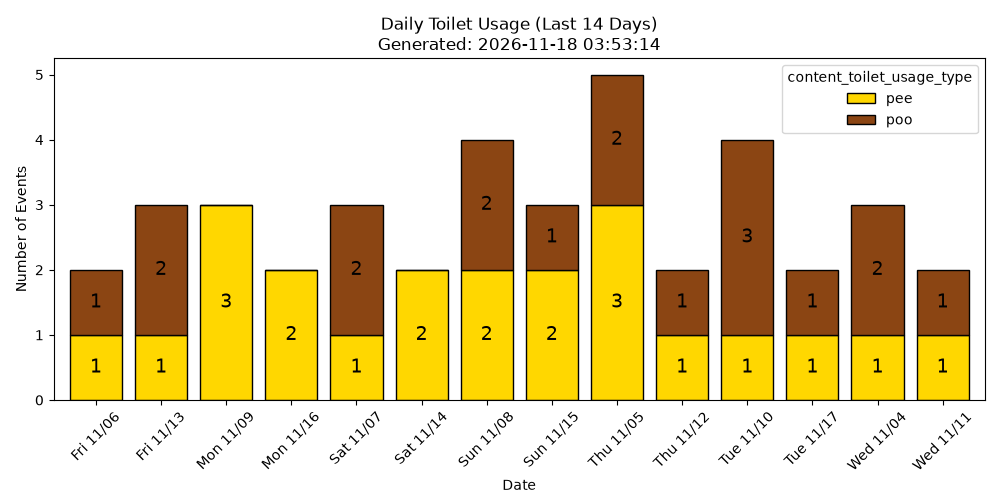 Daily Toilet Usage (Last 14 Days)
Generated: 2026-11-18 03:53:14
content_toilet_usage_type
pee
poo
Number of Events
5
4
3
2
1
0
1
2
2
2
1
2
3
1
3
1
2
1
1
1
3
2
1
2
2
2
3
1
1
1
1
1
Fri 11/06
Fri 11/13
Mon 11/09
Mon 11/16
Sat 11/07
Sat 11/14
Sun 11/08
Sun 11/15
Thu 11/05
Thu 11/12
Tue 11/10
Tue 11/17
Wed 11/04
Wed 11/11
Date